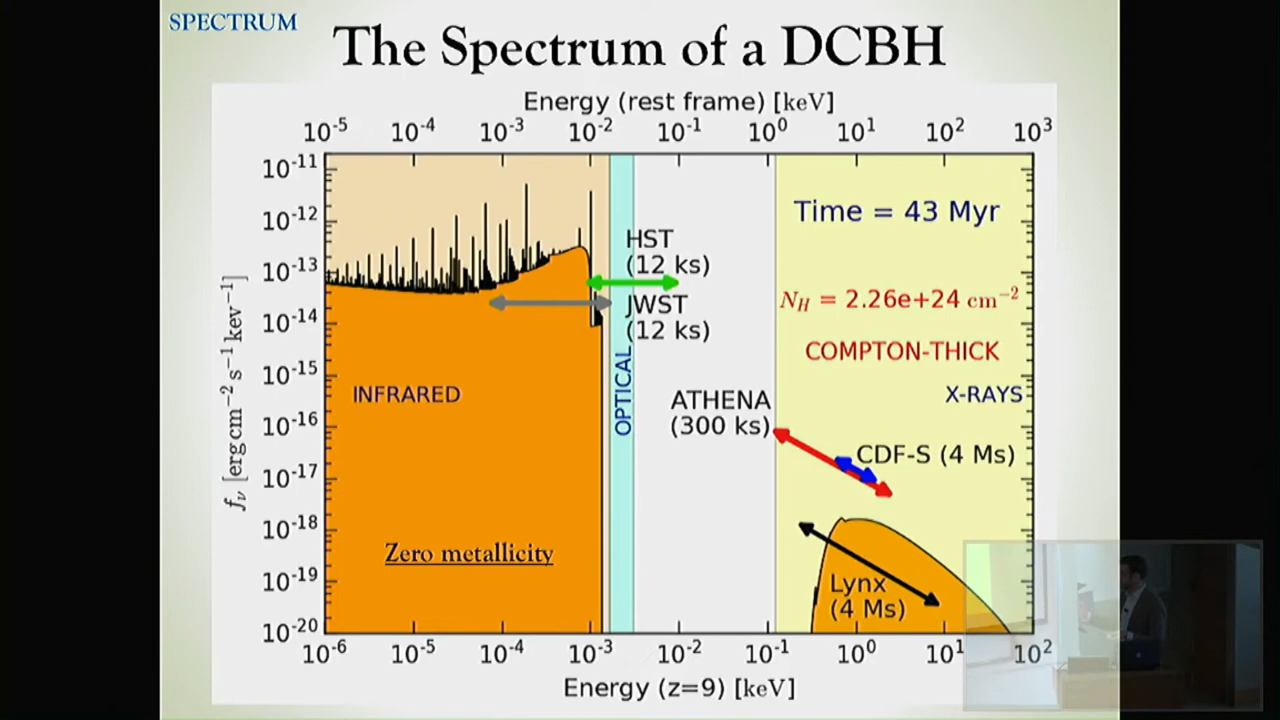 SPECTRUM
The Spectrum of a DCBH
Energy (rest frame) [keV]
10⁻⁵ 10⁻⁴ 10⁻³ 10⁻² 10⁻¹ 10⁰ 10¹ 10² 10³
10⁻¹¹
10⁻¹²
10⁻¹³
10⁻¹⁴
10⁻¹⁵
10⁻¹⁶
10⁻¹⁷
10⁻¹⁸
10⁻¹⁹
10⁻²⁰
fν [erg cm⁻² s⁻¹ kev⁻¹]
Time = 43 Myr
HST
(12 ks)
JWST
(12 ks)
N_H = 2.26e+24 cm⁻²
COMPTON-THICK
INFRARED
OPTICAL
X-RAYS
ATHENA
(300 ks)
CDF-S (4 Ms)
Zero metallicity
Lynx
(4 Ms)
10⁻⁶ 10⁻⁵ 10⁻⁴ 10⁻³ 10⁻² 10⁻¹ 10⁰ 10¹ 10²
Energy (z=9) [keV]